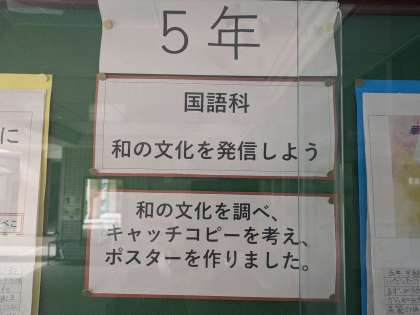 5年
国語科
和の文化を発信しよう
和の文化を調べ、
キャッチコピーを考え、
ポスターを作りました。
に
華